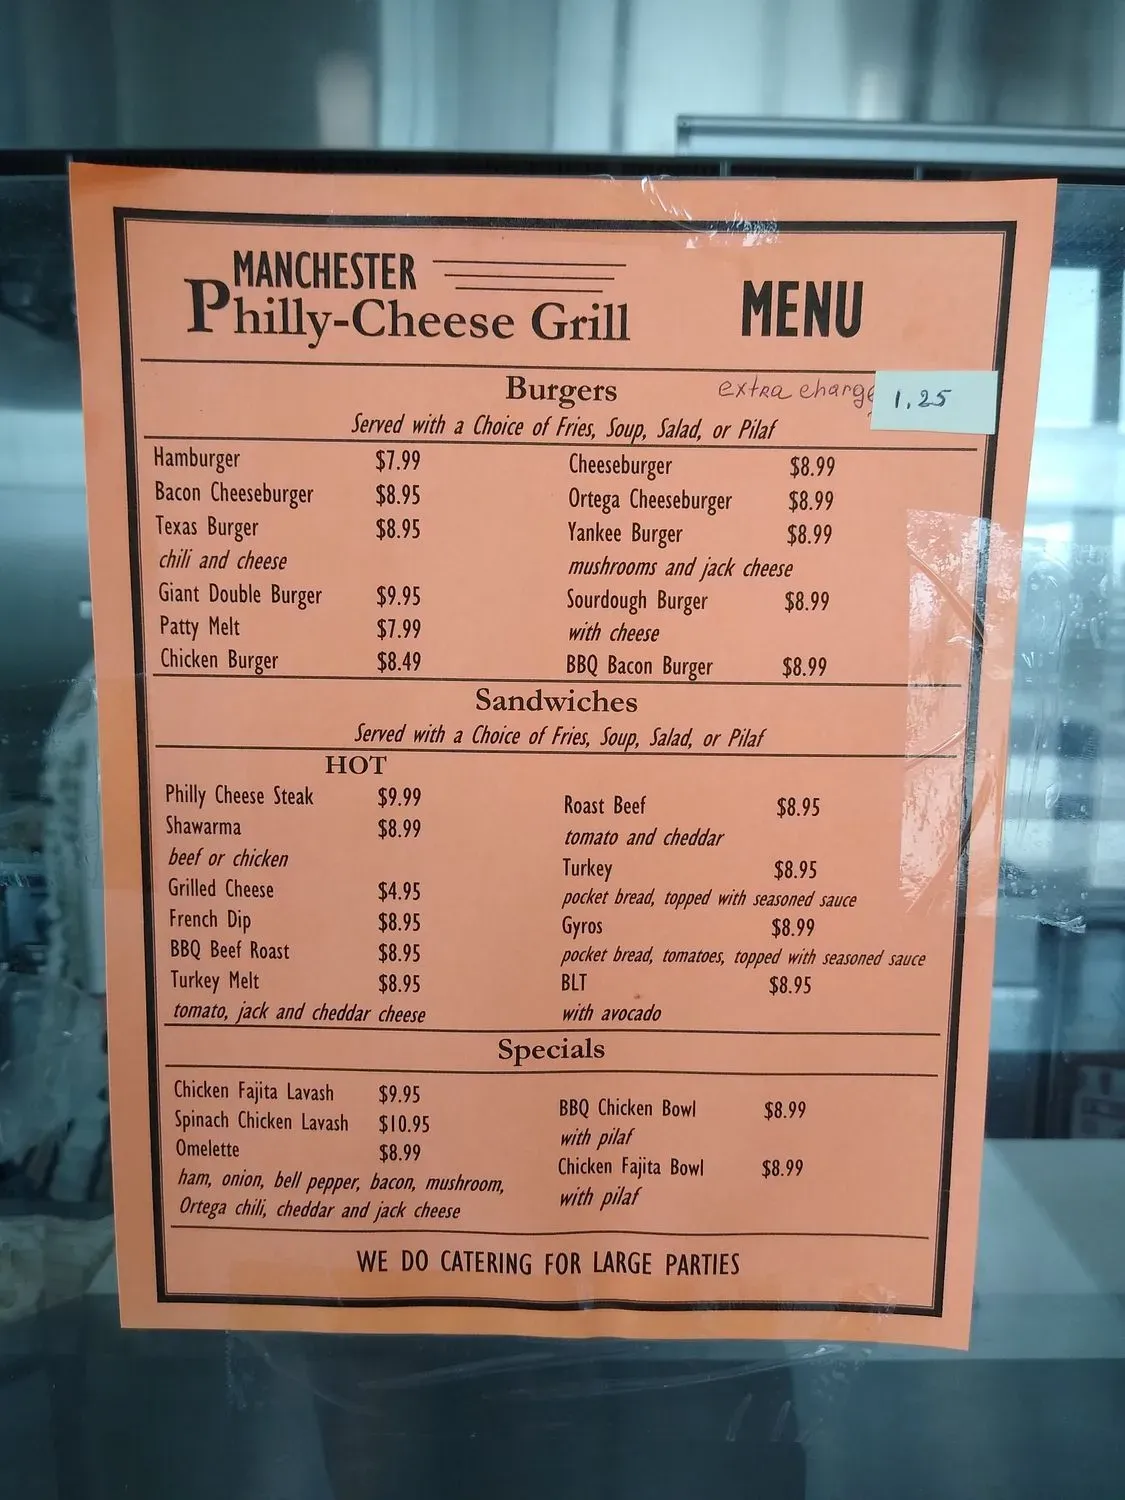 MANCHESTER
Philly-Cheese Grill
MENU
Burgers
extra charge 1.25
Served with a Choice of Fries, Soup, Salad, or Pilaf
Hamburger $7.99
Bacon Cheeseburger $8.95
Texas Burger $8.95
chili and cheese
Giant Double Burger $9.95
Patty Melt $7.99
Chicken Burger $8.49
Cheeseburger $8.99
Ortega Cheeseburger $8.99
Yankee Burger $8.99
mushrooms and jack cheese
Sourdough Burger $8.99
with cheese
BBQ Bacon Burger $8.99
Sandwiches
Served with a Choice of Fries, Soup, Salad, or Pilaf
HOT
Philly Cheese Steak $9.99
Shawarma $8.99
beef or chicken
Grilled Cheese $4.95
French Dip $8.95
BBQ Beef Roast $8.95
Turkey Melt $8.95
tomato, jack and cheddar cheese
Roast Beef $8.95
tomato and cheddar
Turkey $8.95
pocket bread, topped with seasoned sauce
Gyros $8.99
pocket bread, tomatoes, topped with seasoned sauce
BLT $8.95
with avocado
Specials
Chicken Fajita Lavash $9.95
Spinach Chicken Lavash $10.95
Omelette $8.99
ham, onion, bell pepper, bacon, mushroom,
Ortega chili, cheddar and jack cheese
BBQ Chicken Bowl $8.99
with pilaf
Chicken Fajita Bowl $8.99
with pilaf
WE DO CATERING FOR LARGE PARTIES